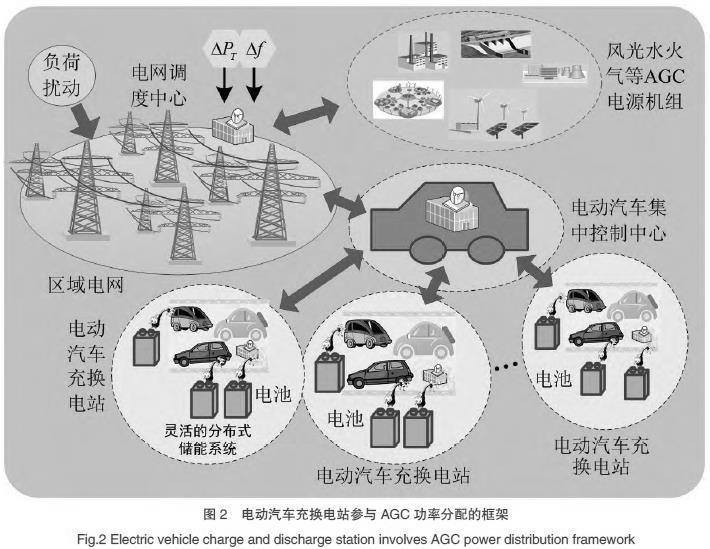 负荷
扰动
电网调
度中心
ΔP_T
Δf
风光水火
气等AGC
电源机组
电动汽车集
中控制中心
区域电网
电动
汽车
充换
电站
电池
灵活的分布式
储能系统
电池
电动汽车充换电站
电池
电动汽车充
换电站
图 2 电动汽车充换电站参与 AGC 功率分配的框架
Fig.2 Electric vehicle charge and discharge station involves AGC power distribution framework